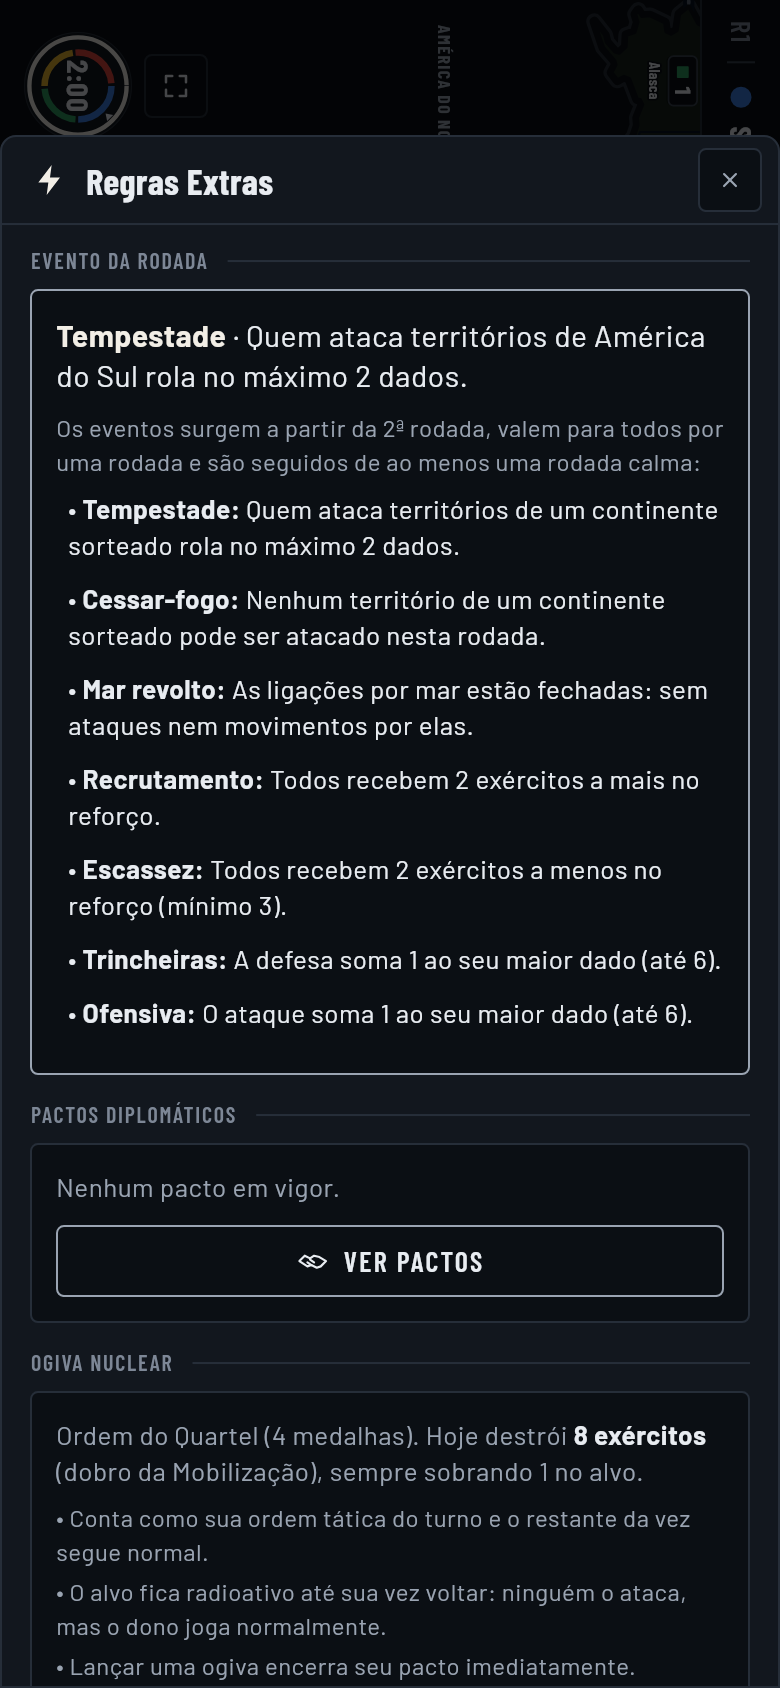 2:00
AMÉRICA DO NO
Alasca
1
R1
S
Regras Extras
EVENTO DA RODADA
Tempestade · Quem ataca territórios de América
do Sul rola no máximo 2 dados.
Os eventos surgem a partir da 2ª rodada, valem para todos por
uma rodada e são seguidos de ao menos uma rodada calma:
• Tempestade: Quem ataca territórios de um continente
sorteado rola no máximo 2 dados.
• Cessar-fogo: Nenhum território de um continente
sorteado pode ser atacado nesta rodada.
• Mar revolto: As ligações por mar estão fechadas: sem
ataques nem movimentos por elas.
• Recrutamento: Todos recebem 2 exércitos a mais no
reforço.
• Escassez: Todos recebem 2 exércitos a menos no
reforço (mínimo 3).
• Trincheiras: A defesa soma 1 ao seu maior dado (até 6).
• Ofensiva: O ataque soma 1 ao seu maior dado (até 6).
PACTOS DIPLOMÁTICOS
Nenhum pacto em vigor.
VER PACTOS
OGIVA NUCLEAR
Ordem do Quartel (4 medalhas). Hoje destrói 8 exércitos
(dobro da Mobilização), sempre sobrando 1 no alvo.
• Conta como sua ordem tática do turno e o restante da vez
segue normal.
• O alvo fica radioativo até sua vez voltar: ninguém o ataca,
mas o dono joga normalmente.
• Lançar uma ogiva encerra seu pacto imediatamente.